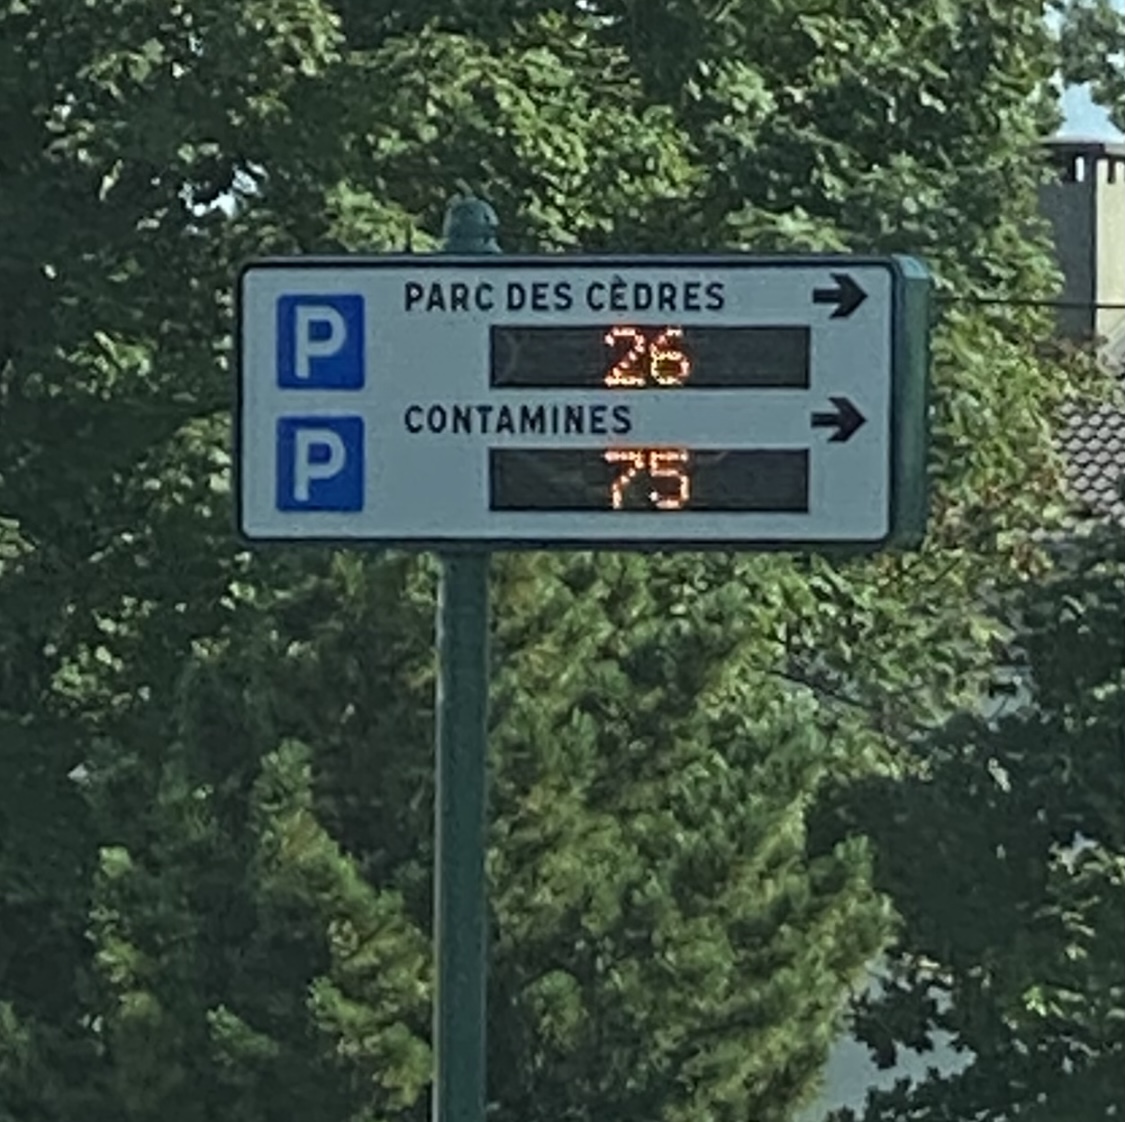 P PARC DES CÈDRES
26
P CONTAMINES
75